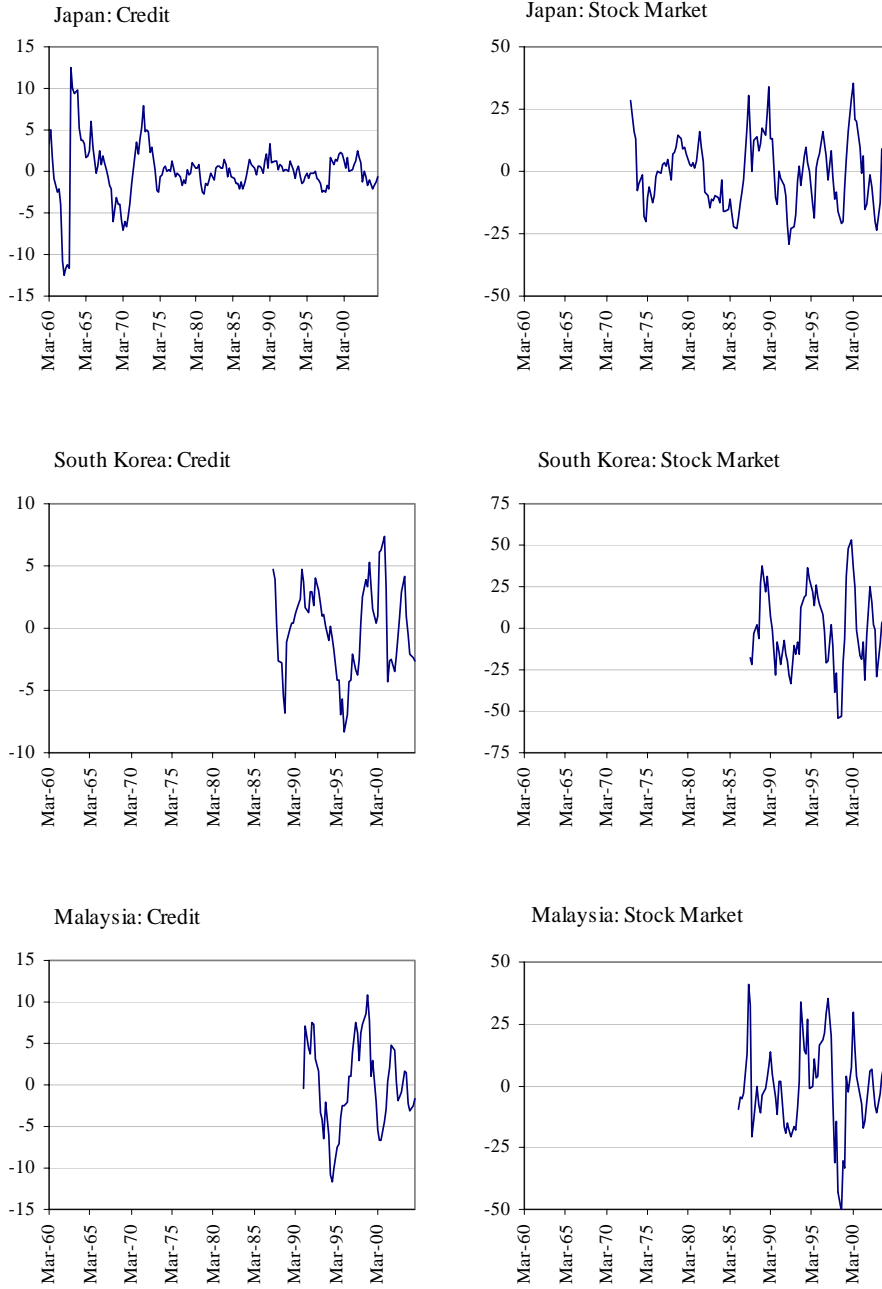 Japan: Credit
15
10
5
0
-5
-10
-15
Mar-60
Mar-65
Mar-70
Mar-75
Mar-80
Mar-85
Mar-90
Mar-95
Mar-00
Japan: Stock Market
50
25
0
-25
-50
Mar-60
Mar-65
Mar-70
Mar-75
Mar-80
Mar-85
Mar-90
Mar-95
Mar-00
South Korea: Credit
10
5
0
-5
-10
Mar-60
Mar-65
Mar-70
Mar-75
Mar-80
Mar-85
Mar-90
Mar-95
Mar-00
South Korea: Stock Market
75
50
25
0
-25
-50
-75
Mar-60
Mar-65
Mar-70
Mar-75
Mar-80
Mar-85
Mar-90
Mar-95
Mar-00
Malaysia: Credit
15
10
5
0
-5
-10
-15
Mar-60
Mar-65
Mar-70
Mar-75
Mar-80
Mar-85
Mar-90
Mar-95
Mar-00
Malaysia: Stock Market
50
25
0
-25
-50
Mar-60
Mar-65
Mar-70
Mar-75
Mar-80
Mar-85
Mar-90
Mar-95
Mar-00